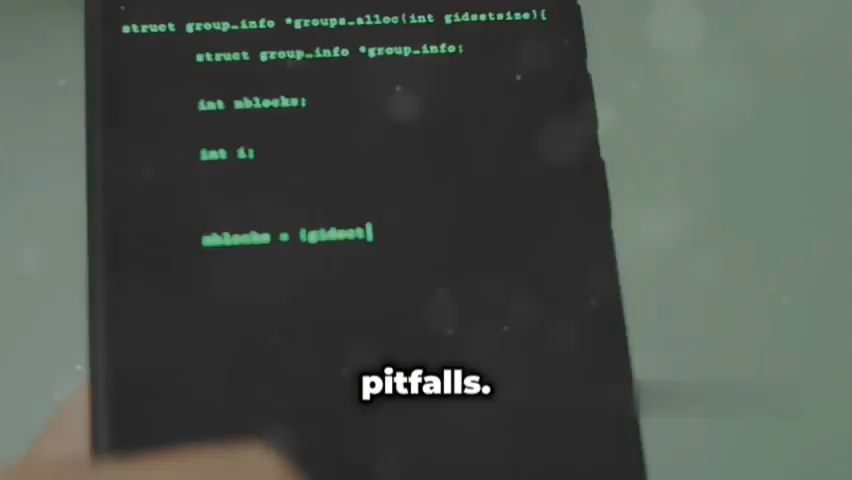 struct group_info *groups_alloc(int gidsetsize){
struct group_info *group_info;
int nblocks;
int i;
nblocks = (gidset
pitfalls.